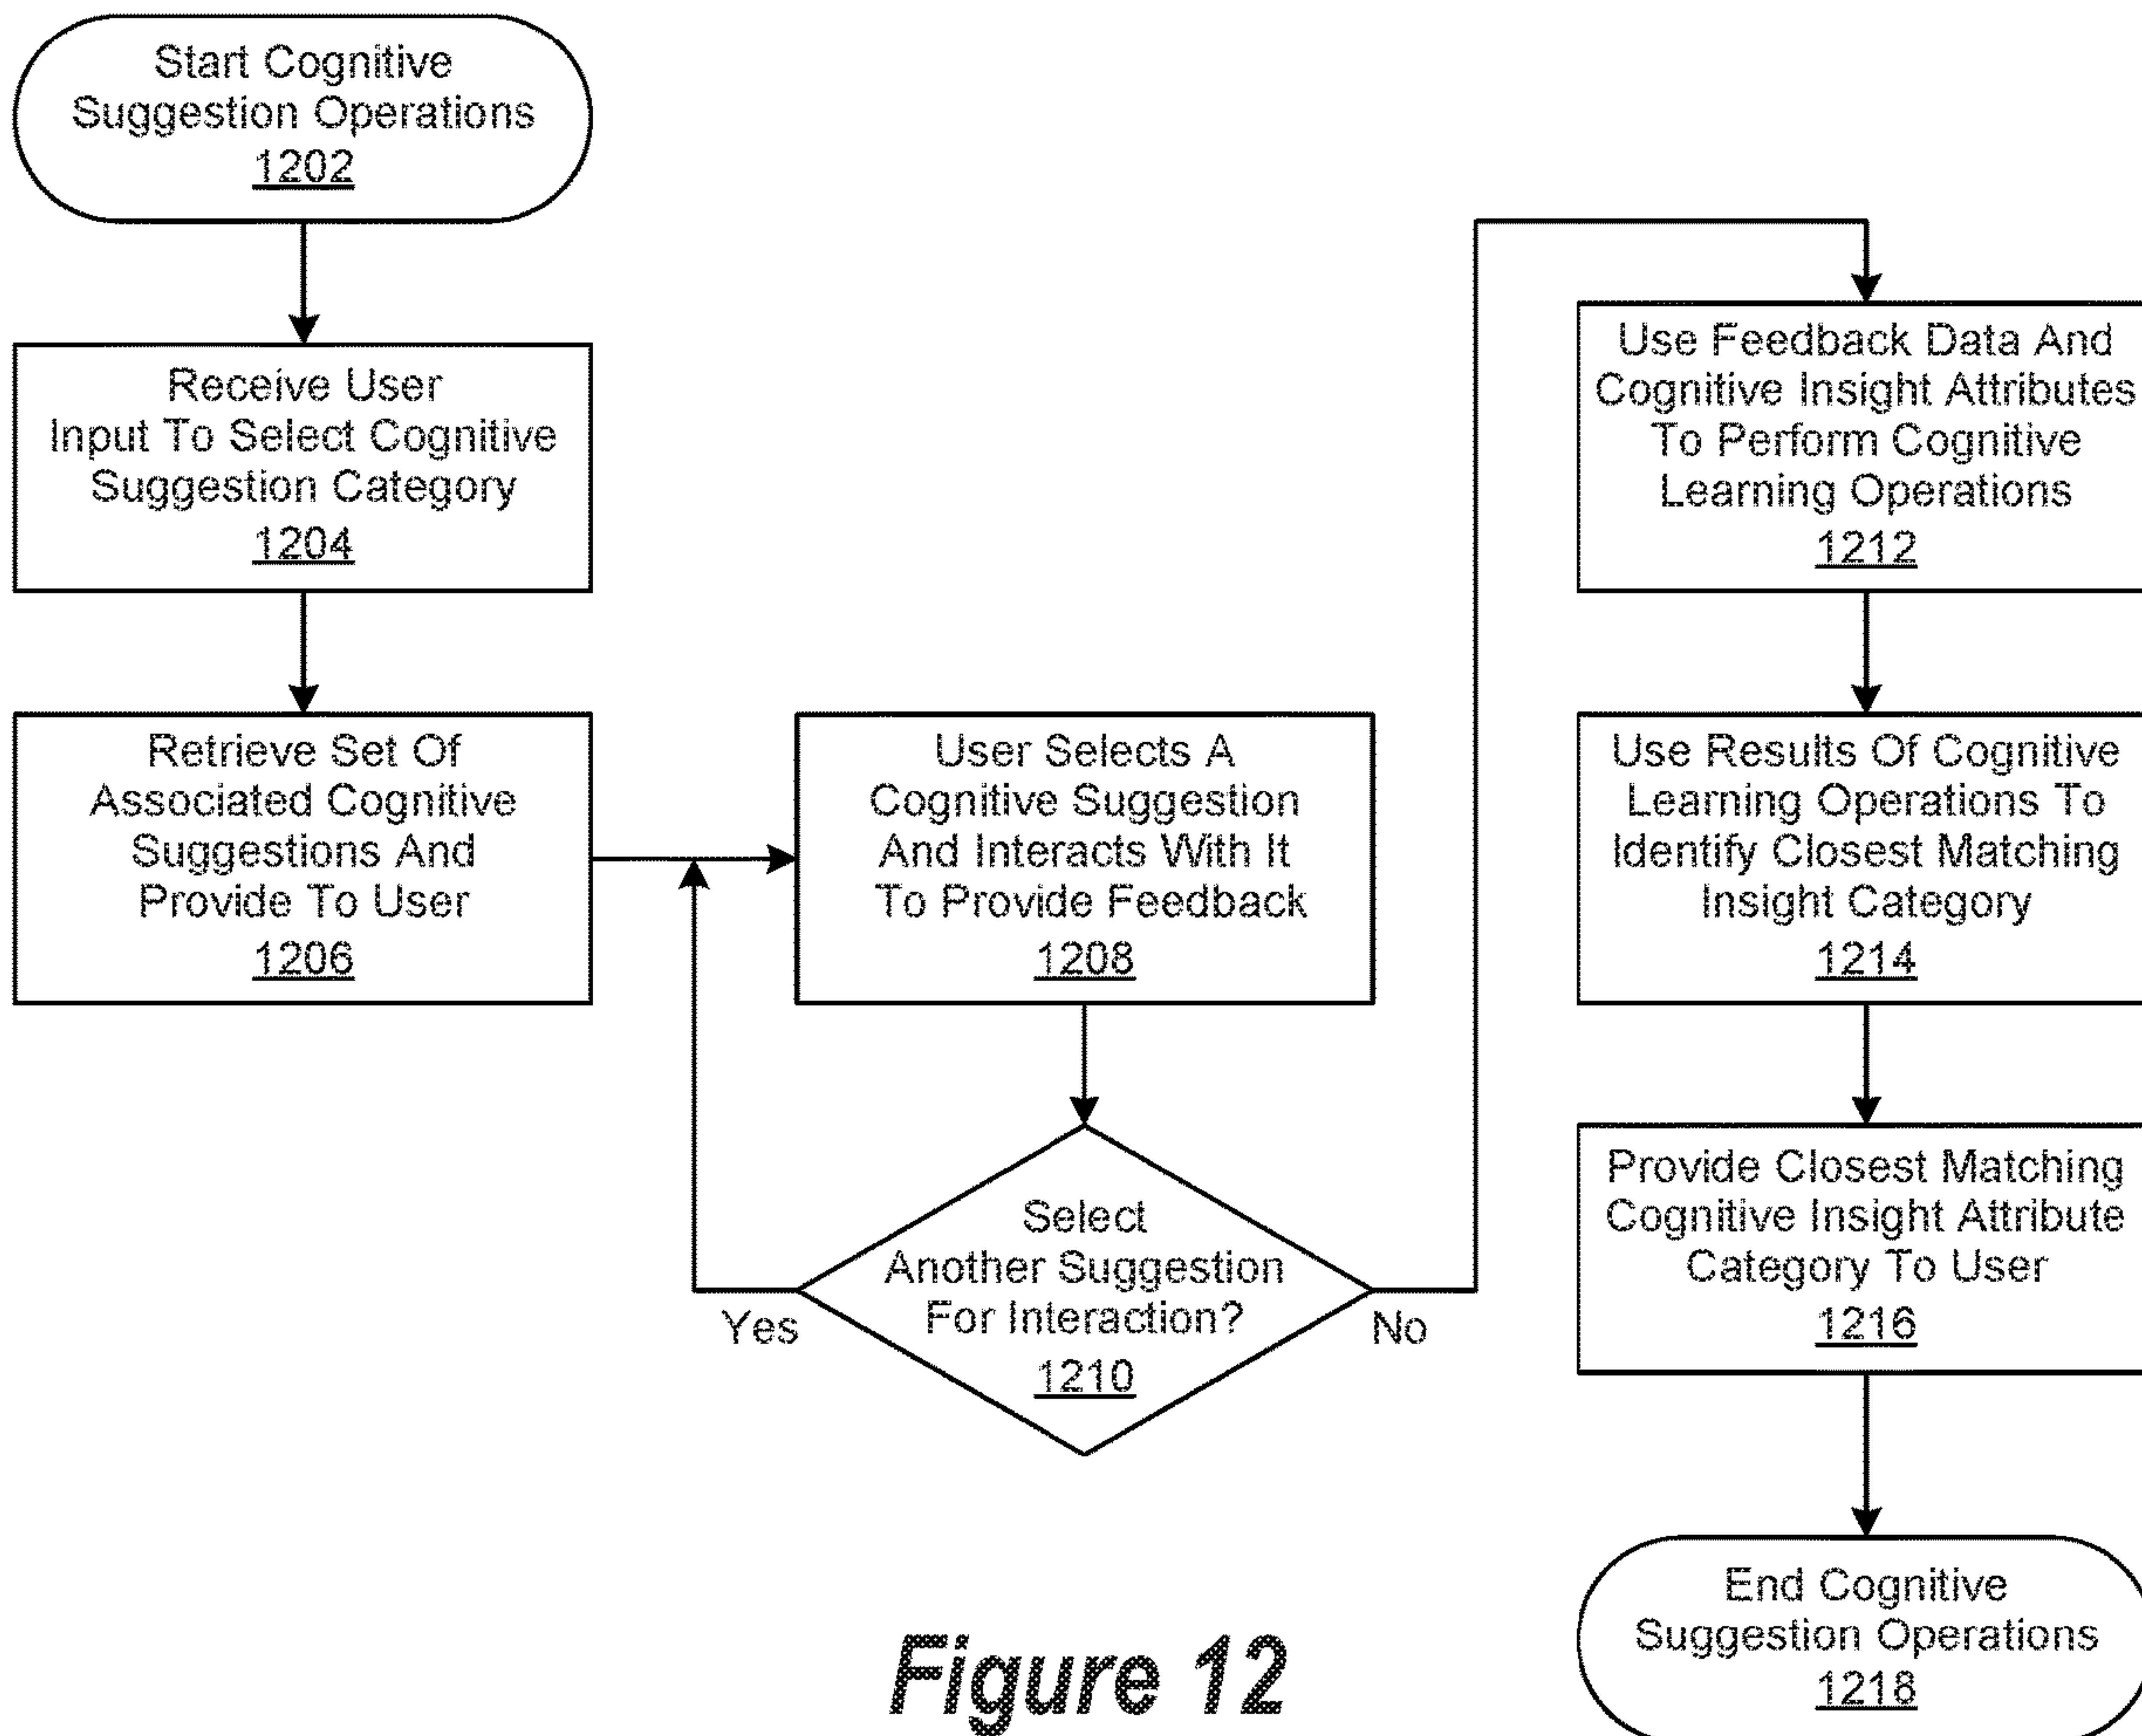 Start Cognitive
Suggestion Operations
1202
Receive User
Input To Select Cognitive
Suggestion Category
1204
Retrieve Set Of
Associated Cognitive
Suggestions And
Provide To User
1206
User Selects A
Cognitive Suggestion
And Interacts With It
To Provide Feedback
1208
Select
Another Suggestion
For Interaction?
1210
Yes
No
Use Feedback Data And
Cognitive Insight Attributes
To Perform Cognitive
Learning Operations
1212
Use Results Of Cognitive
Learning Operations To
Identify Closest Matching
Insight Category
1214
Provide Closest Matching
Cognitive Insight Attribute
Category To User
1216
End Cognitive
Suggestion Operations
1218
Figure 12